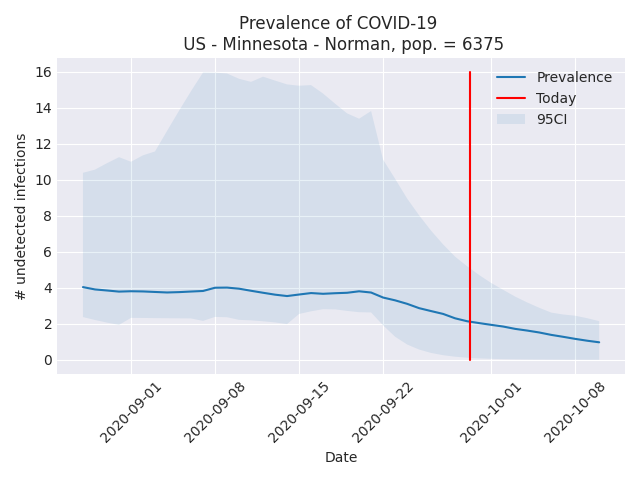 Prevalence of COVID-19
US - Minnesota - Norman, pop. = 6375
Prevalence
Today
95CI
# undetected infections
16
14
12
10
8
6
4
2
0
2020-09-01
2020-09-08
2020-09-15
2020-09-22
2020-10-01
2020-10-08
Date